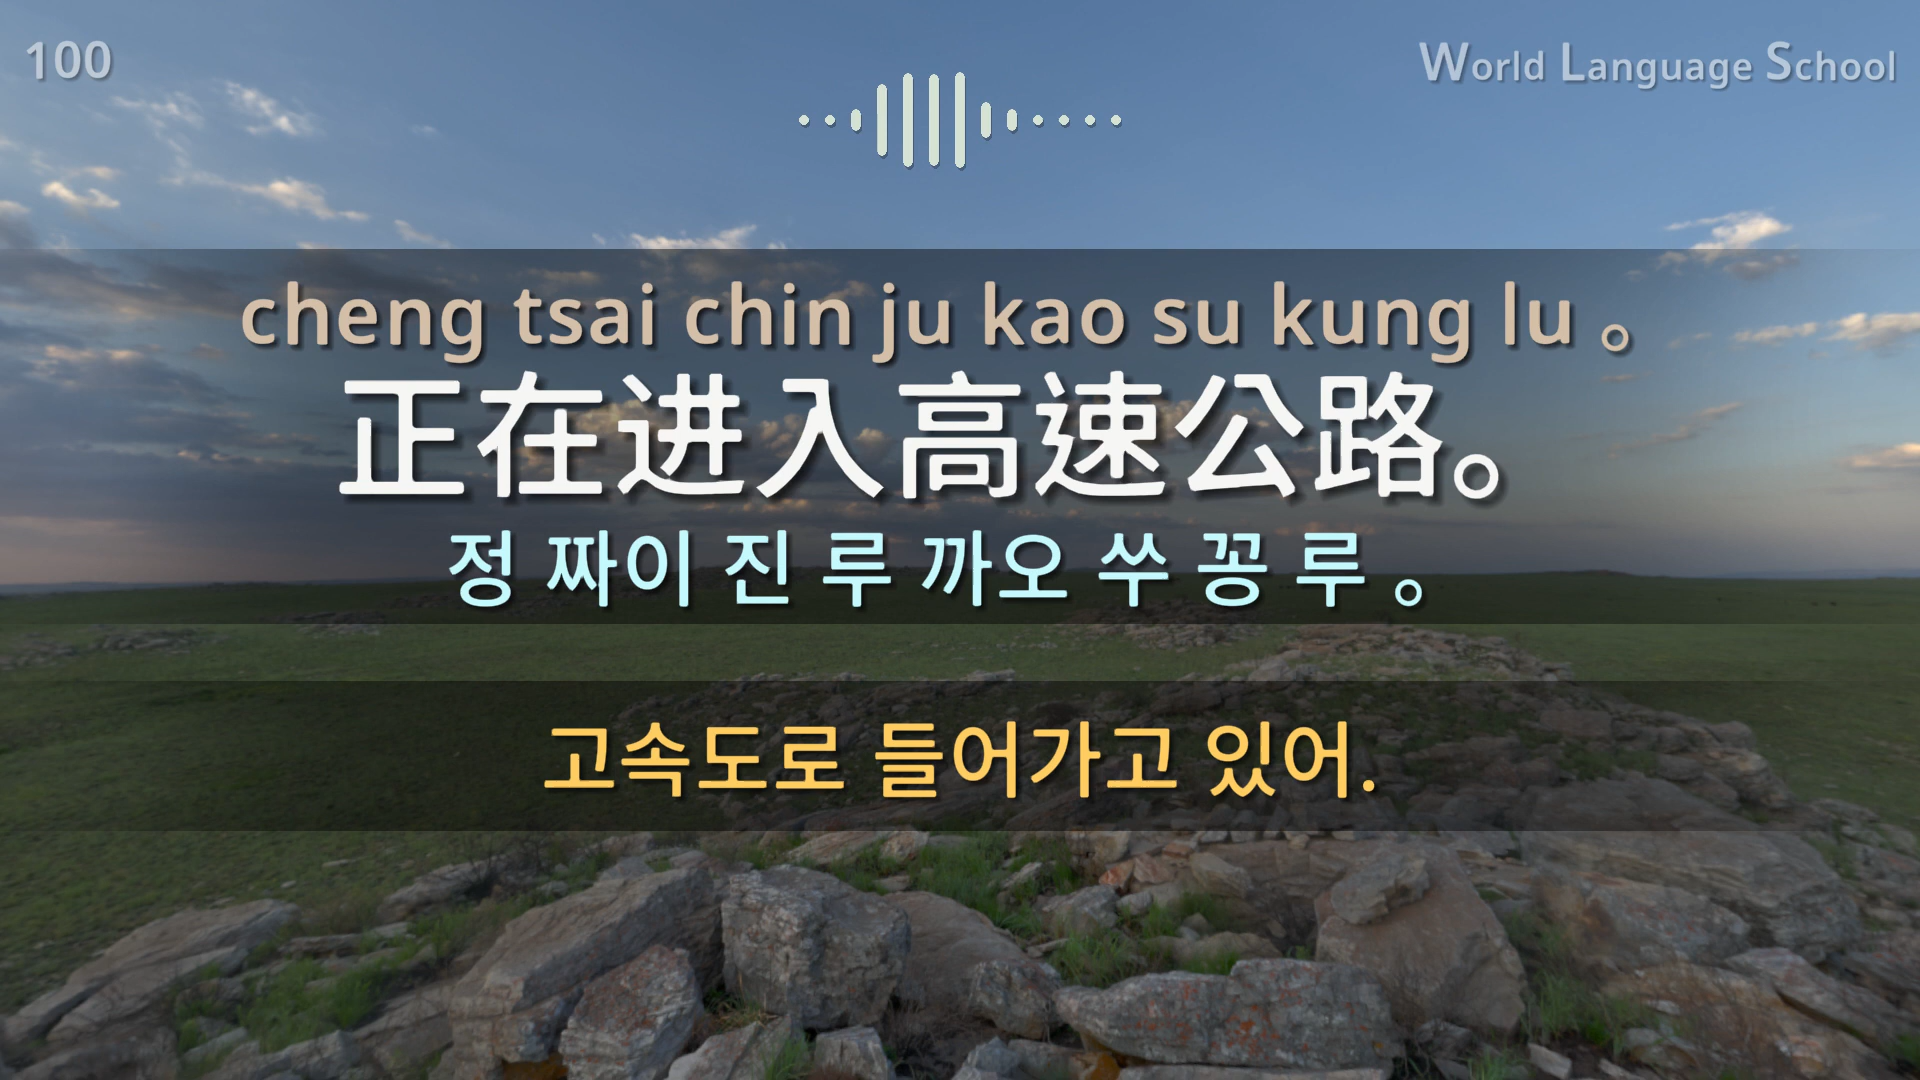 100
World Language School
cheng tsai chin ju kao su kung lu 。
正在进入高速公路。
정 짜이 진 루 까오 쑤 꽁 루 。
고속도로 들어가고 있어.